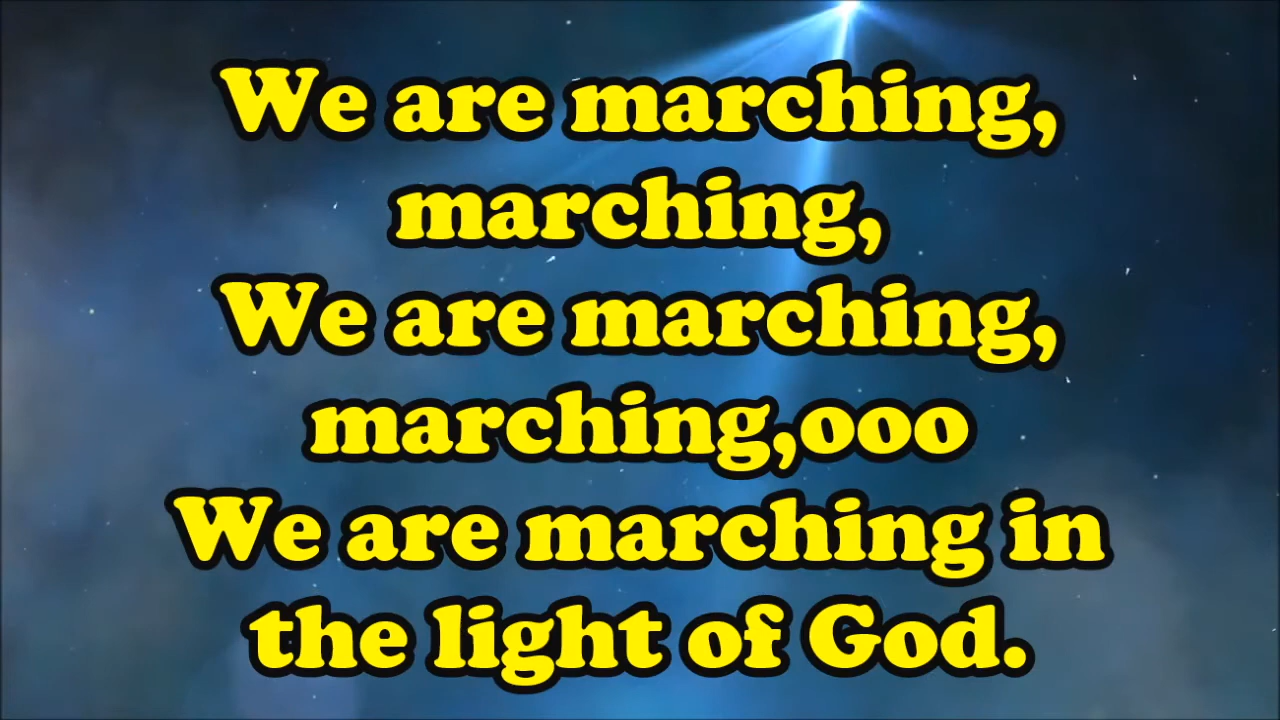 We are marching,
marching,
We are marching,
marching,ooo
We are marching in
the light of God.